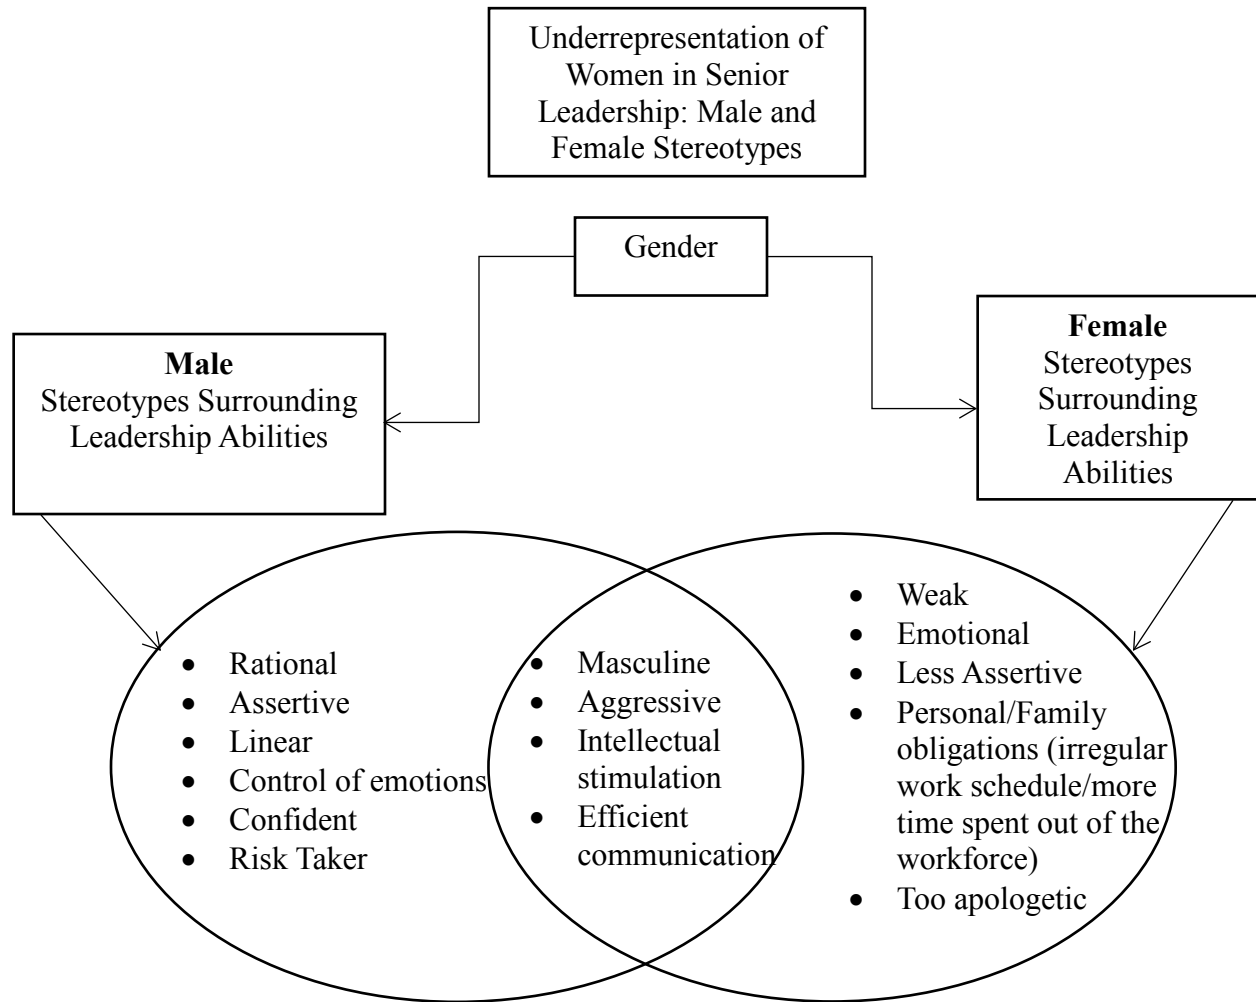 Underrepresentation of
Women in Senior
Leadership: Male and
Female Stereotypes
Gender
Male
Stereotypes Surrounding
Leadership Abilities
Female
Stereotypes
Surrounding
Leadership
Abilities
• Rational
• Assertive
• Linear
• Control of emotions
• Confident
• Risk Taker
• Masculine
• Aggressive
• Intellectual
stimulation
• Efficient
communication
• Weak
• Emotional
• Less Assertive
• Personal/Family
obligations (irregular
work schedule/more
time spent out of the
workforce)
• Too apologetic